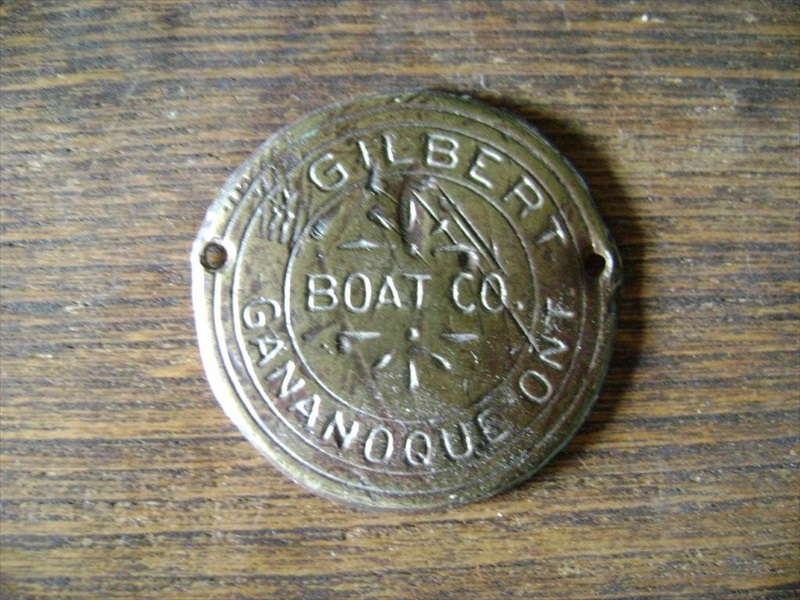 GILBERT
BOAT CO.
GANANOQUE ONT.